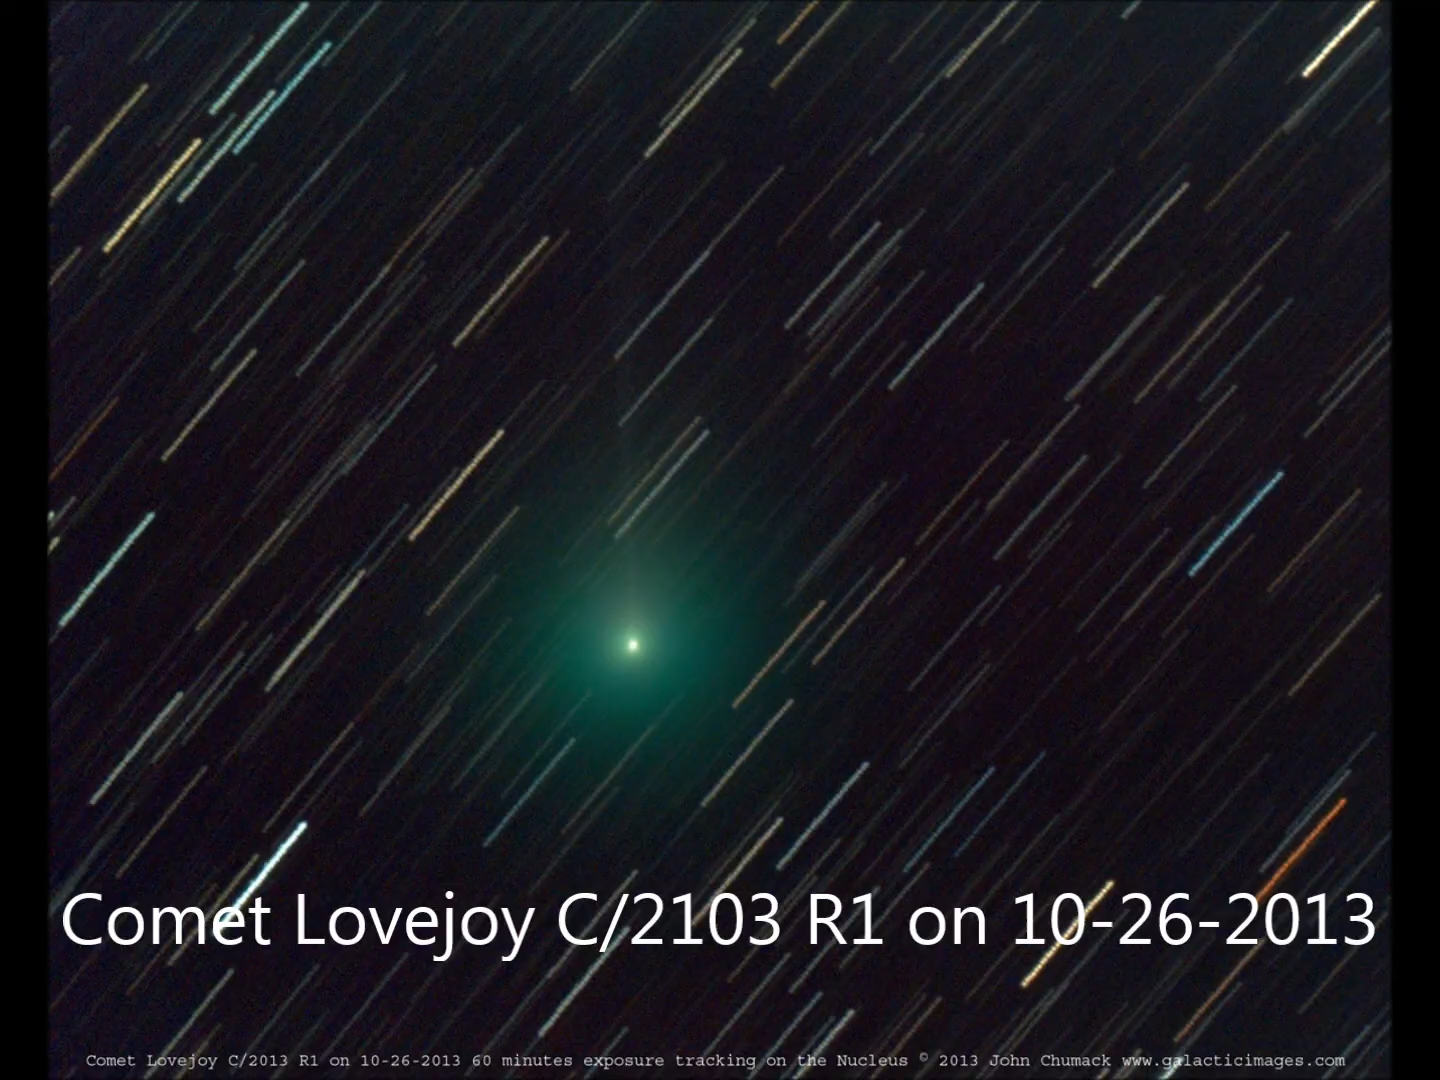 Comet Lovejoy C/2103 R1 on 10-26-2013
Comet Lovejoy C/2013 R1 on 10-26-2013 60 minutes exposure tracking on the Nucleus © 2013 John Chumack www.galacticimages.com